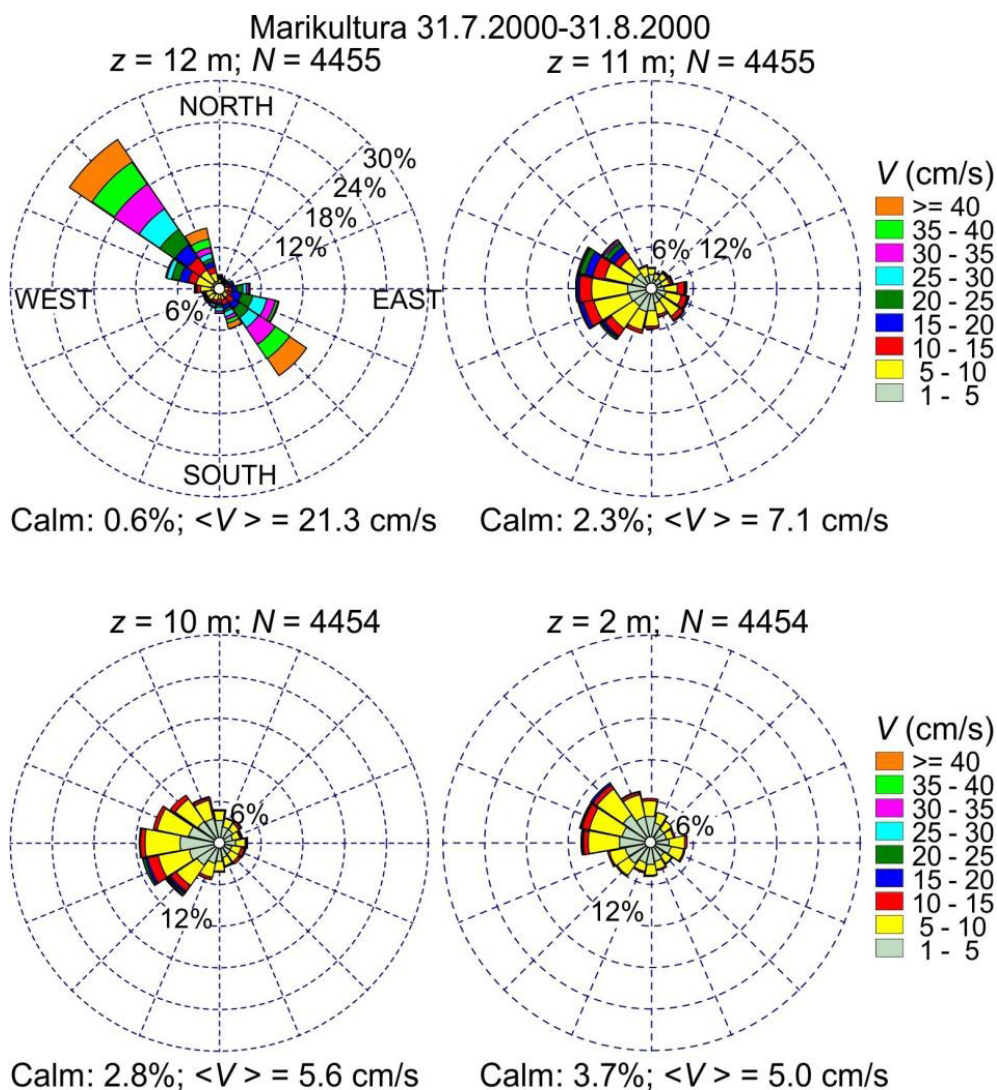 Marikultura 31.7.2000-31.8.2000
z = 12 m; N = 4455
NORTH
30%
24%
18%
12%
WEST
6%
EAST
SOUTH
Calm: 0.6%; <V > = 21.3 cm/s
z = 11 m; N = 4455
6% 12%
Calm: 2.3%; <V > = 7.1 cm/s
V (cm/s)
>= 40
35 - 40
30 - 35
25 - 30
20 - 25
15 - 20
10 - 15
5 - 10
1 - 5
z = 10 m; N = 4454
6%
12%
Calm: 2.8%; <V > = 5.6 cm/s
z = 2 m; N = 4454
6%
12%
Calm: 3.7%; <V > = 5.0 cm/s
V (cm/s)
>= 40
35 - 40
30 - 35
25 - 30
20 - 25
15 - 20
10 - 15
5 - 10
1 - 5